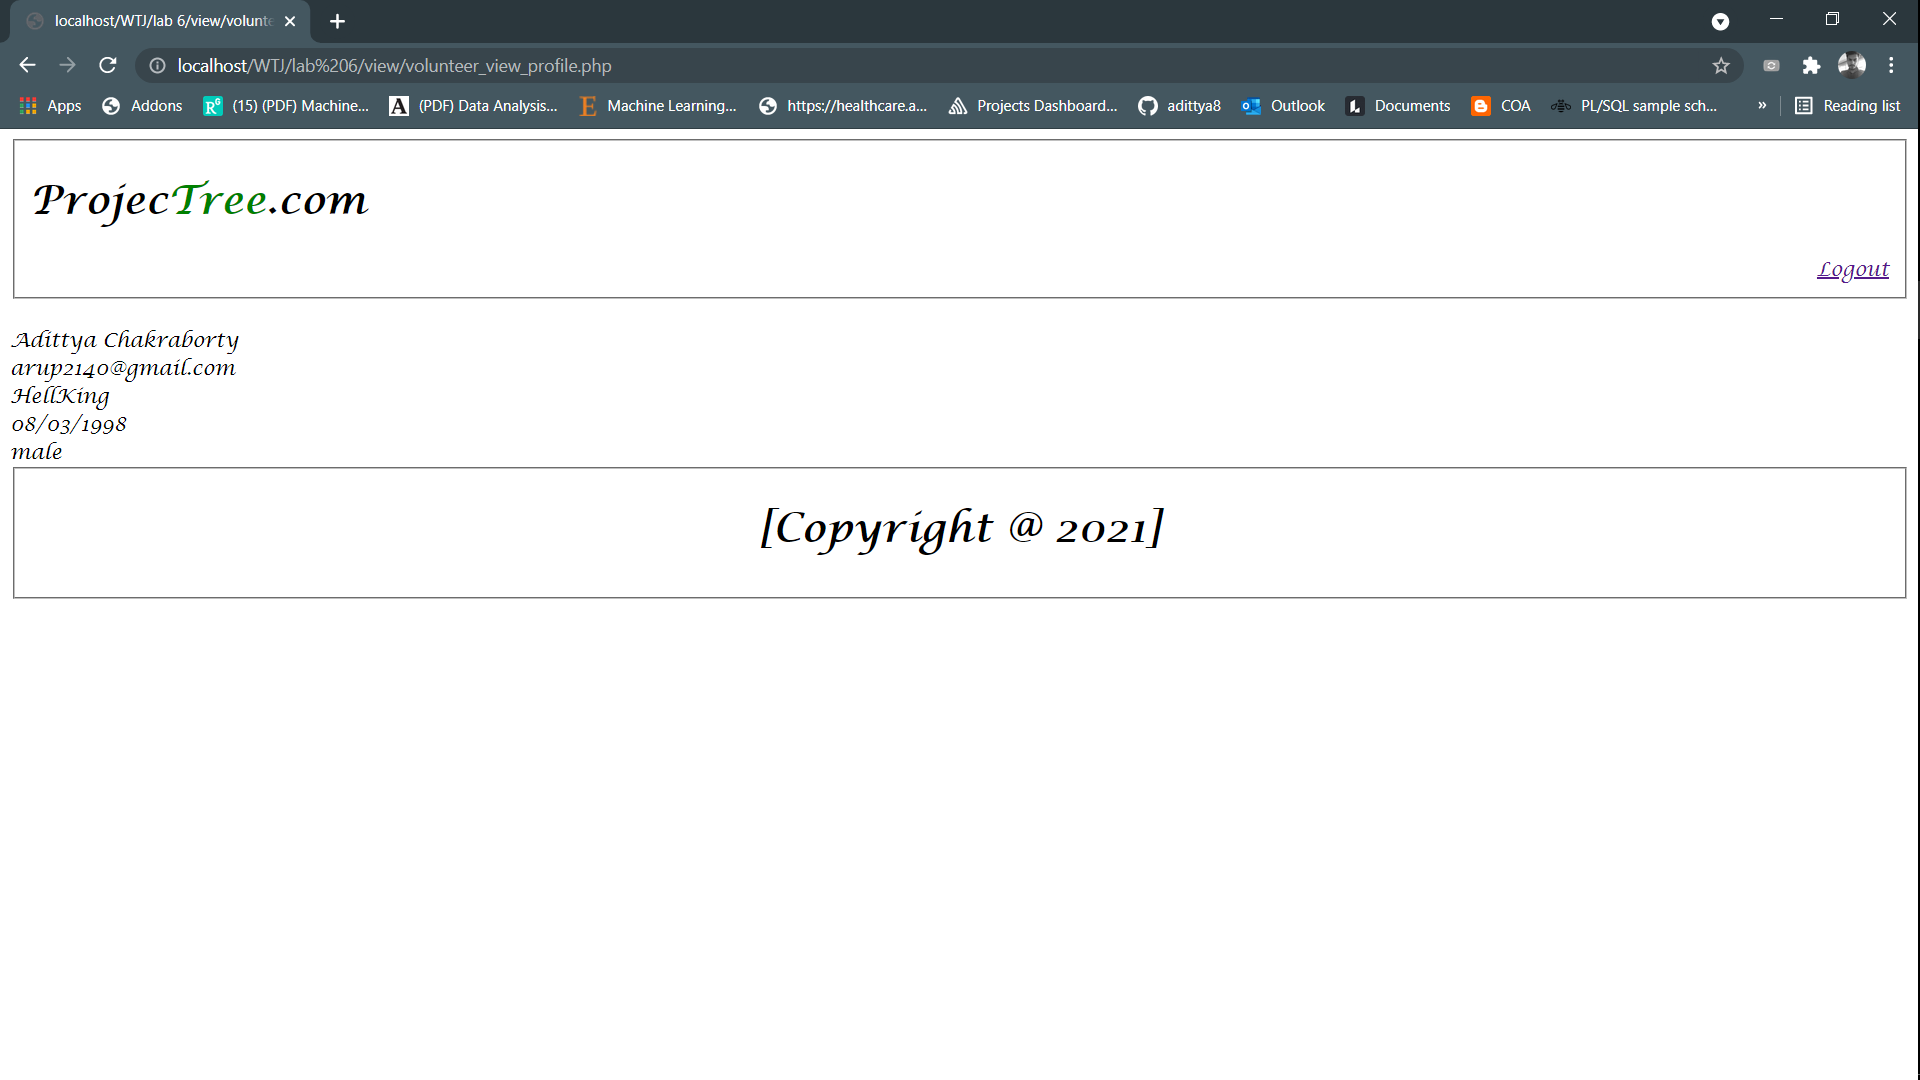 localhost/WTJ/lab 6/view/volunte
localhost/WTJ/lab%206/view/volunteer_view_profile.php
Apps Addons (15) (PDF) Machine... (PDF) Data Analysis... Machine Learning... https://healthcare.a... Projects Dashboard... adittya8 Outlook Documents COA PL/SQL sample sch... » Reading list
ProjecTree.com
Logout
Adittya Chakraborty
arup2140@gmail.com
HellKing
08/03/1998
male
[Copyright @ 2021]